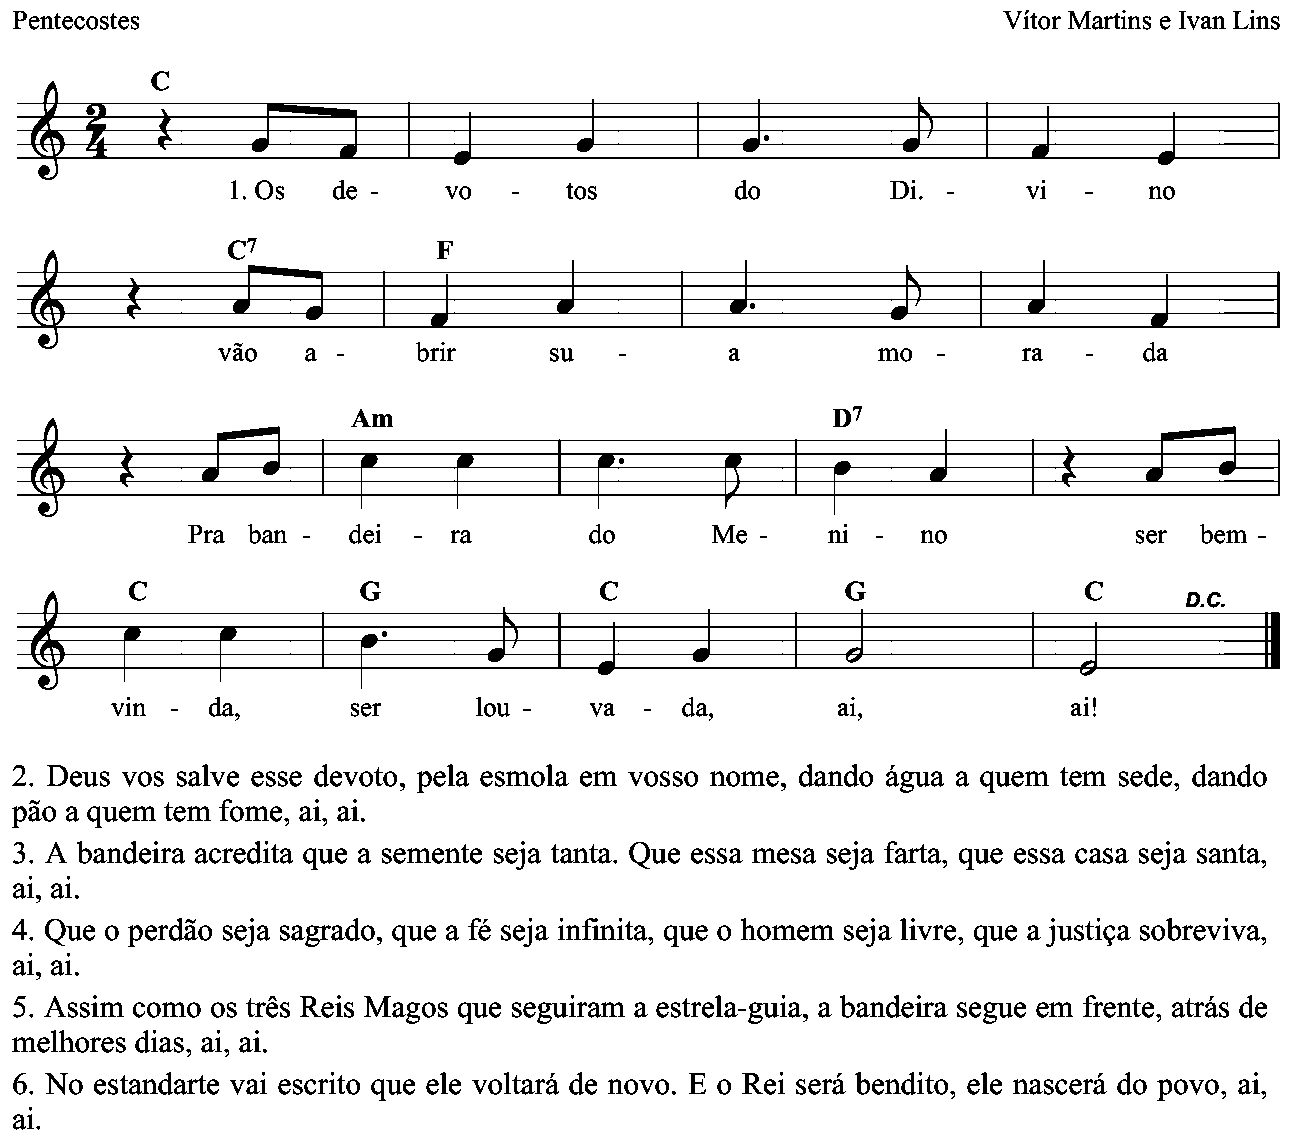 Pentecostes Vítor Martins e Ivan Lins
C
2
4
1. Os de - vo - tos do Di. - vi - no
C7 F
vão a - brir su - a mo - ra - da
Am D7
Pra ban - dei - ra do Me - ni - no ser bem -
C G C G C D.C.
vin - da, ser lou - va - da, ai, ai!
2. Deus vos salve esse devoto, pela esmola em vosso nome, dando água a quem tem sede, dando
pão a quem tem fome, ai, ai.
3. A bandeira acredita que a semente seja tanta. Que essa mesa seja farta, que essa casa seja santa,
ai, ai.
4. Que o perdão seja sagrado, que a fé seja infinita, que o homem seja livre, que a justiça sobreviva,
ai, ai.
5. Assim como os três Reis Magos que seguiram a estrela-guia, a bandeira segue em frente, atrás de
melhores dias, ai, ai.
6. No estandarte vai escrito que ele voltará de novo. E o Rei será bendito, ele nascerá do povo, ai,
ai.